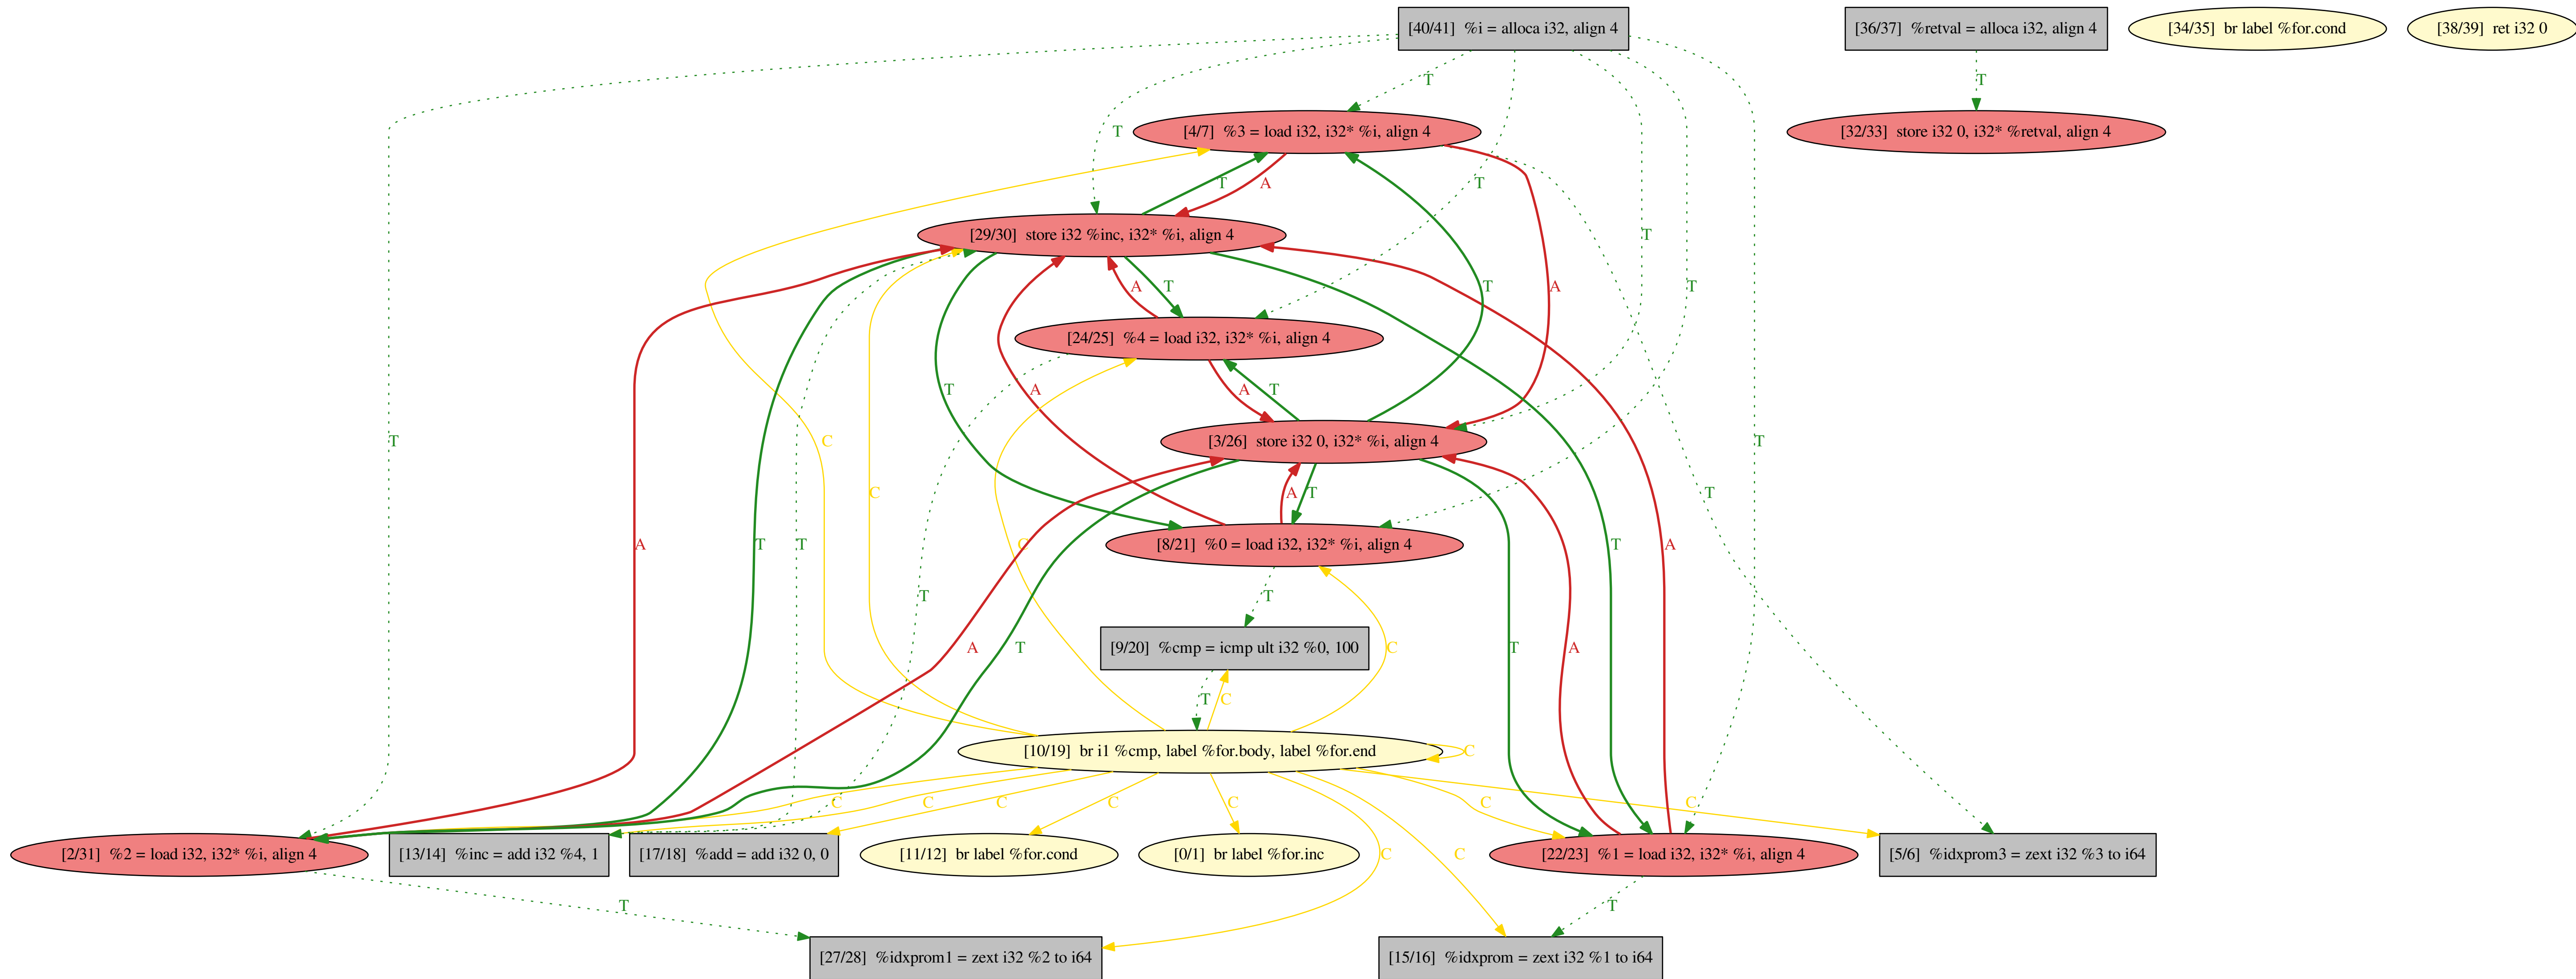 [40/41]  %i = alloca i32, align 4
[36/37]  %retval = alloca i32, align 4
[34/35]  br label %for.cond
[38/39]  ret i32 0
T
T
[4/7]  %3 = load i32, i32* %i, align 4
T
[32/33]  store i32 0, i32* %retval, align 4
T
A
T
[29/30]  store i32 %inc, i32* %i, align 4
T
A
T
T
A
T
[24/25]  %4 = load i32, i32* %i, align 4
T
A
A
T
T
C
[3/26]  store i32 0, i32* %i, align 4
T
C
A
T
T
A
T
T
C
[8/21]  %0 = load i32, i32* %i, align 4
T
A
T
T
[9/20]  %cmp = icmp ult i32 %0, 100
A
T
C
T
A
T
C
[10/19]  br i1 %cmp, label %for.body, label %for.end
C
C
C
C
C
C
C
C
[2/31]  %2 = load i32, i32* %i, align 4
[13/14]  %inc = add i32 %4, 1
[17/18]  %add = add i32 0, 0
[11/12]  br label %for.cond
[0/1]  br label %for.inc
C
C
[22/23]  %1 = load i32, i32* %i, align 4
[5/6]  %idxprom3 = zext i32 %3 to i64
T
T
[27/28]  %idxprom1 = zext i32 %2 to i64
[15/16]  %idxprom = zext i32 %1 to i64